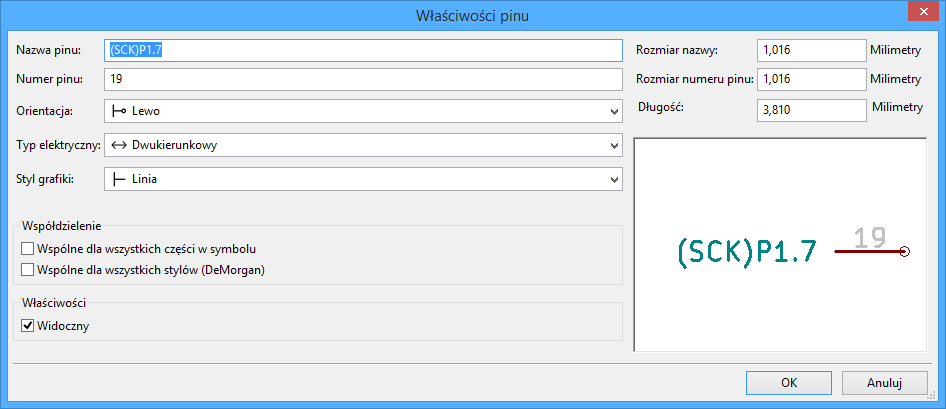 Właściwości pinu
Nazwa pinu: (SCK)P1.7
Numer pinu: 19
Orientacja: Lewo
Typ elektryczny: Dwukierunkowy
Styl grafiki: Linia
Współdzielenie
Wspólne dla wszystkich części w symbolu
Wspólne dla wszystkich stylów (DeMorgan)
Właściwości
Widoczny
Rozmiar nazwy: 1,016 Milimetry
Rozmiar numeru pinu: 1,016 Milimetry
Długość: 3,810 Milimetry
(SCK)P1.7 19
OK Anuluj